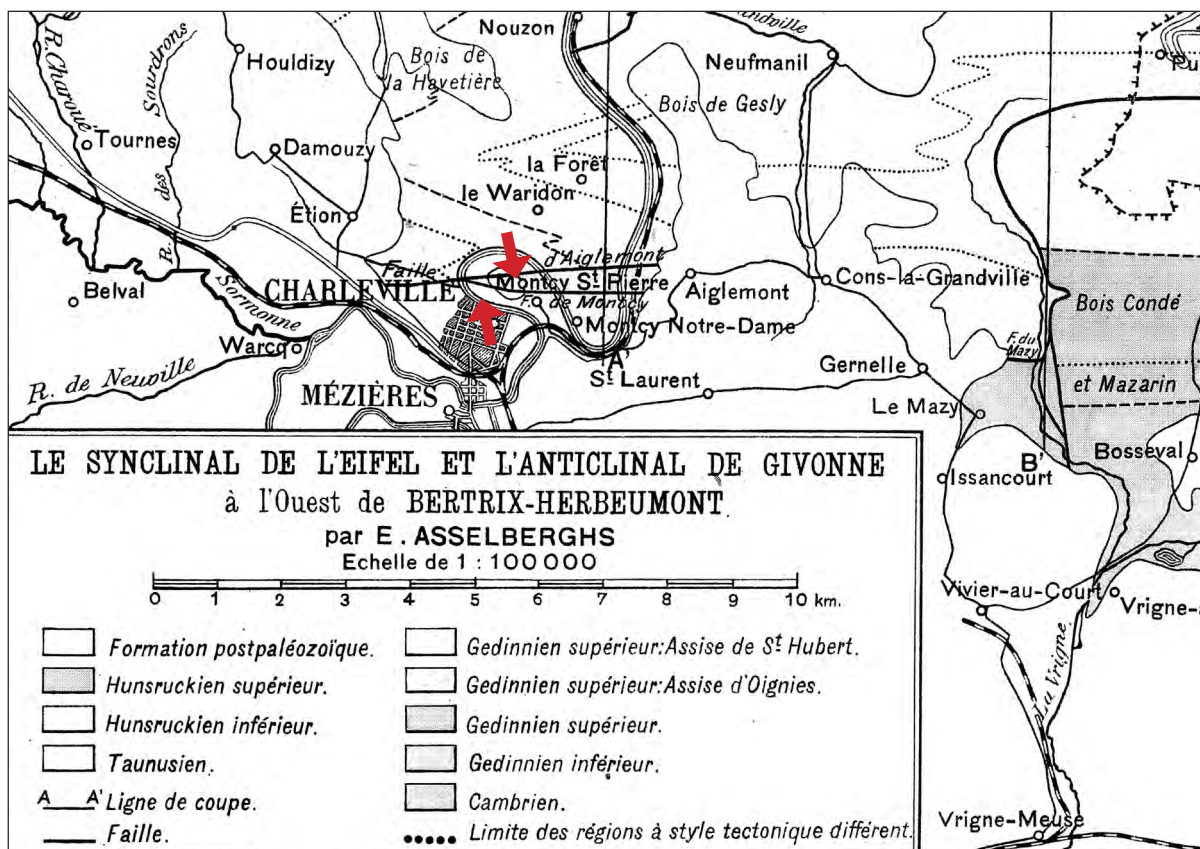 Nouzon
Houldizy
Bois de
la Havetière
Neufmanil
R. Charoue
Sourdrons
des
R.
Bois de Gesly
Tournes
Damouzy
la Forêt
le Waridon
Étion
d'Aiglemont
Faille
Belval
CHARLEVILLE
Montcy St Pierre
F. de Montcy
Aiglemont
Cons-la-Grandville
Bois Condé
Sormonne
Montcy Notre-Dame
Warcq
A'
St Laurent
F. du
Mazy
Gernelle
et Mazarin
R. de Neuville
MÉZIÈRES
Le Mazy
B'
Bosseval
Issancourt
LE SYNCLINAL DE L'EIFEL ET L'ANTICLINAL DE GIVONNE
à l'Ouest de BERTRIX-HERBEUMONT.
par E. ASSELBERGHS
Echelle de 1 : 100 000
0 1 2 3 4 5 6 7 8 9 10 km.
Vivier-au-Court
Vrigne-
La Vrigne
Formation postpaléozoïque.
Hunsruckien supérieur.
Hunsruckien inférieur.
Taunusien.
A A' Ligne de coupe.
Faille.
Gedinnien supérieur: Assise de St Hubert.
Gedinnien supérieur: Assise d'Oignies.
Gedinnien supérieur.
Gedinnien inférieur.
Cambrien.
Limite des régions à style tectonique différent.
Vrigne-Meuse